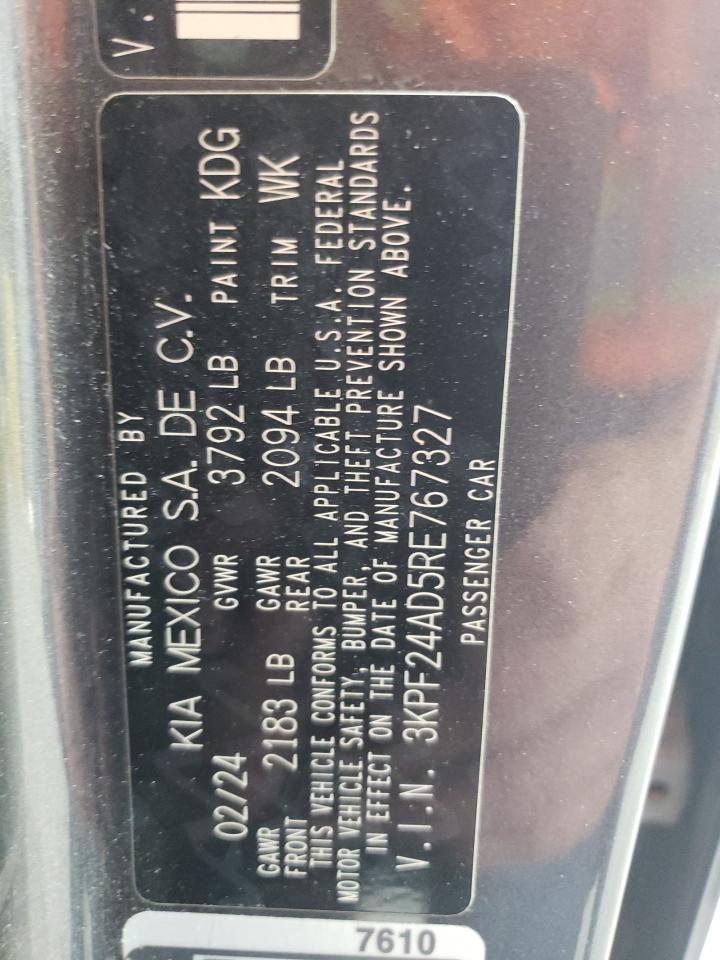 V.
MANUFACTURED BY
KIA MEXICO S.A. DE C.V.
02/24 GVWR 3792 LB PAINT KDG
GAWR FRONT 2183 LB GAWR REAR 2094 LB TRIM WK
THIS VEHICLE CONFORMS TO ALL APPLICABLE U.S.A. FEDERAL
MOTOR VEHICLE SAFETY, BUMPER, AND THEFT PREVENTION STANDARDS
IN EFFECT ON THE DATE OF MANUFACTURE SHOWN ABOVE.
V.I.N. 3KPF24AD5RE767327
PASSENGER CAR
7610